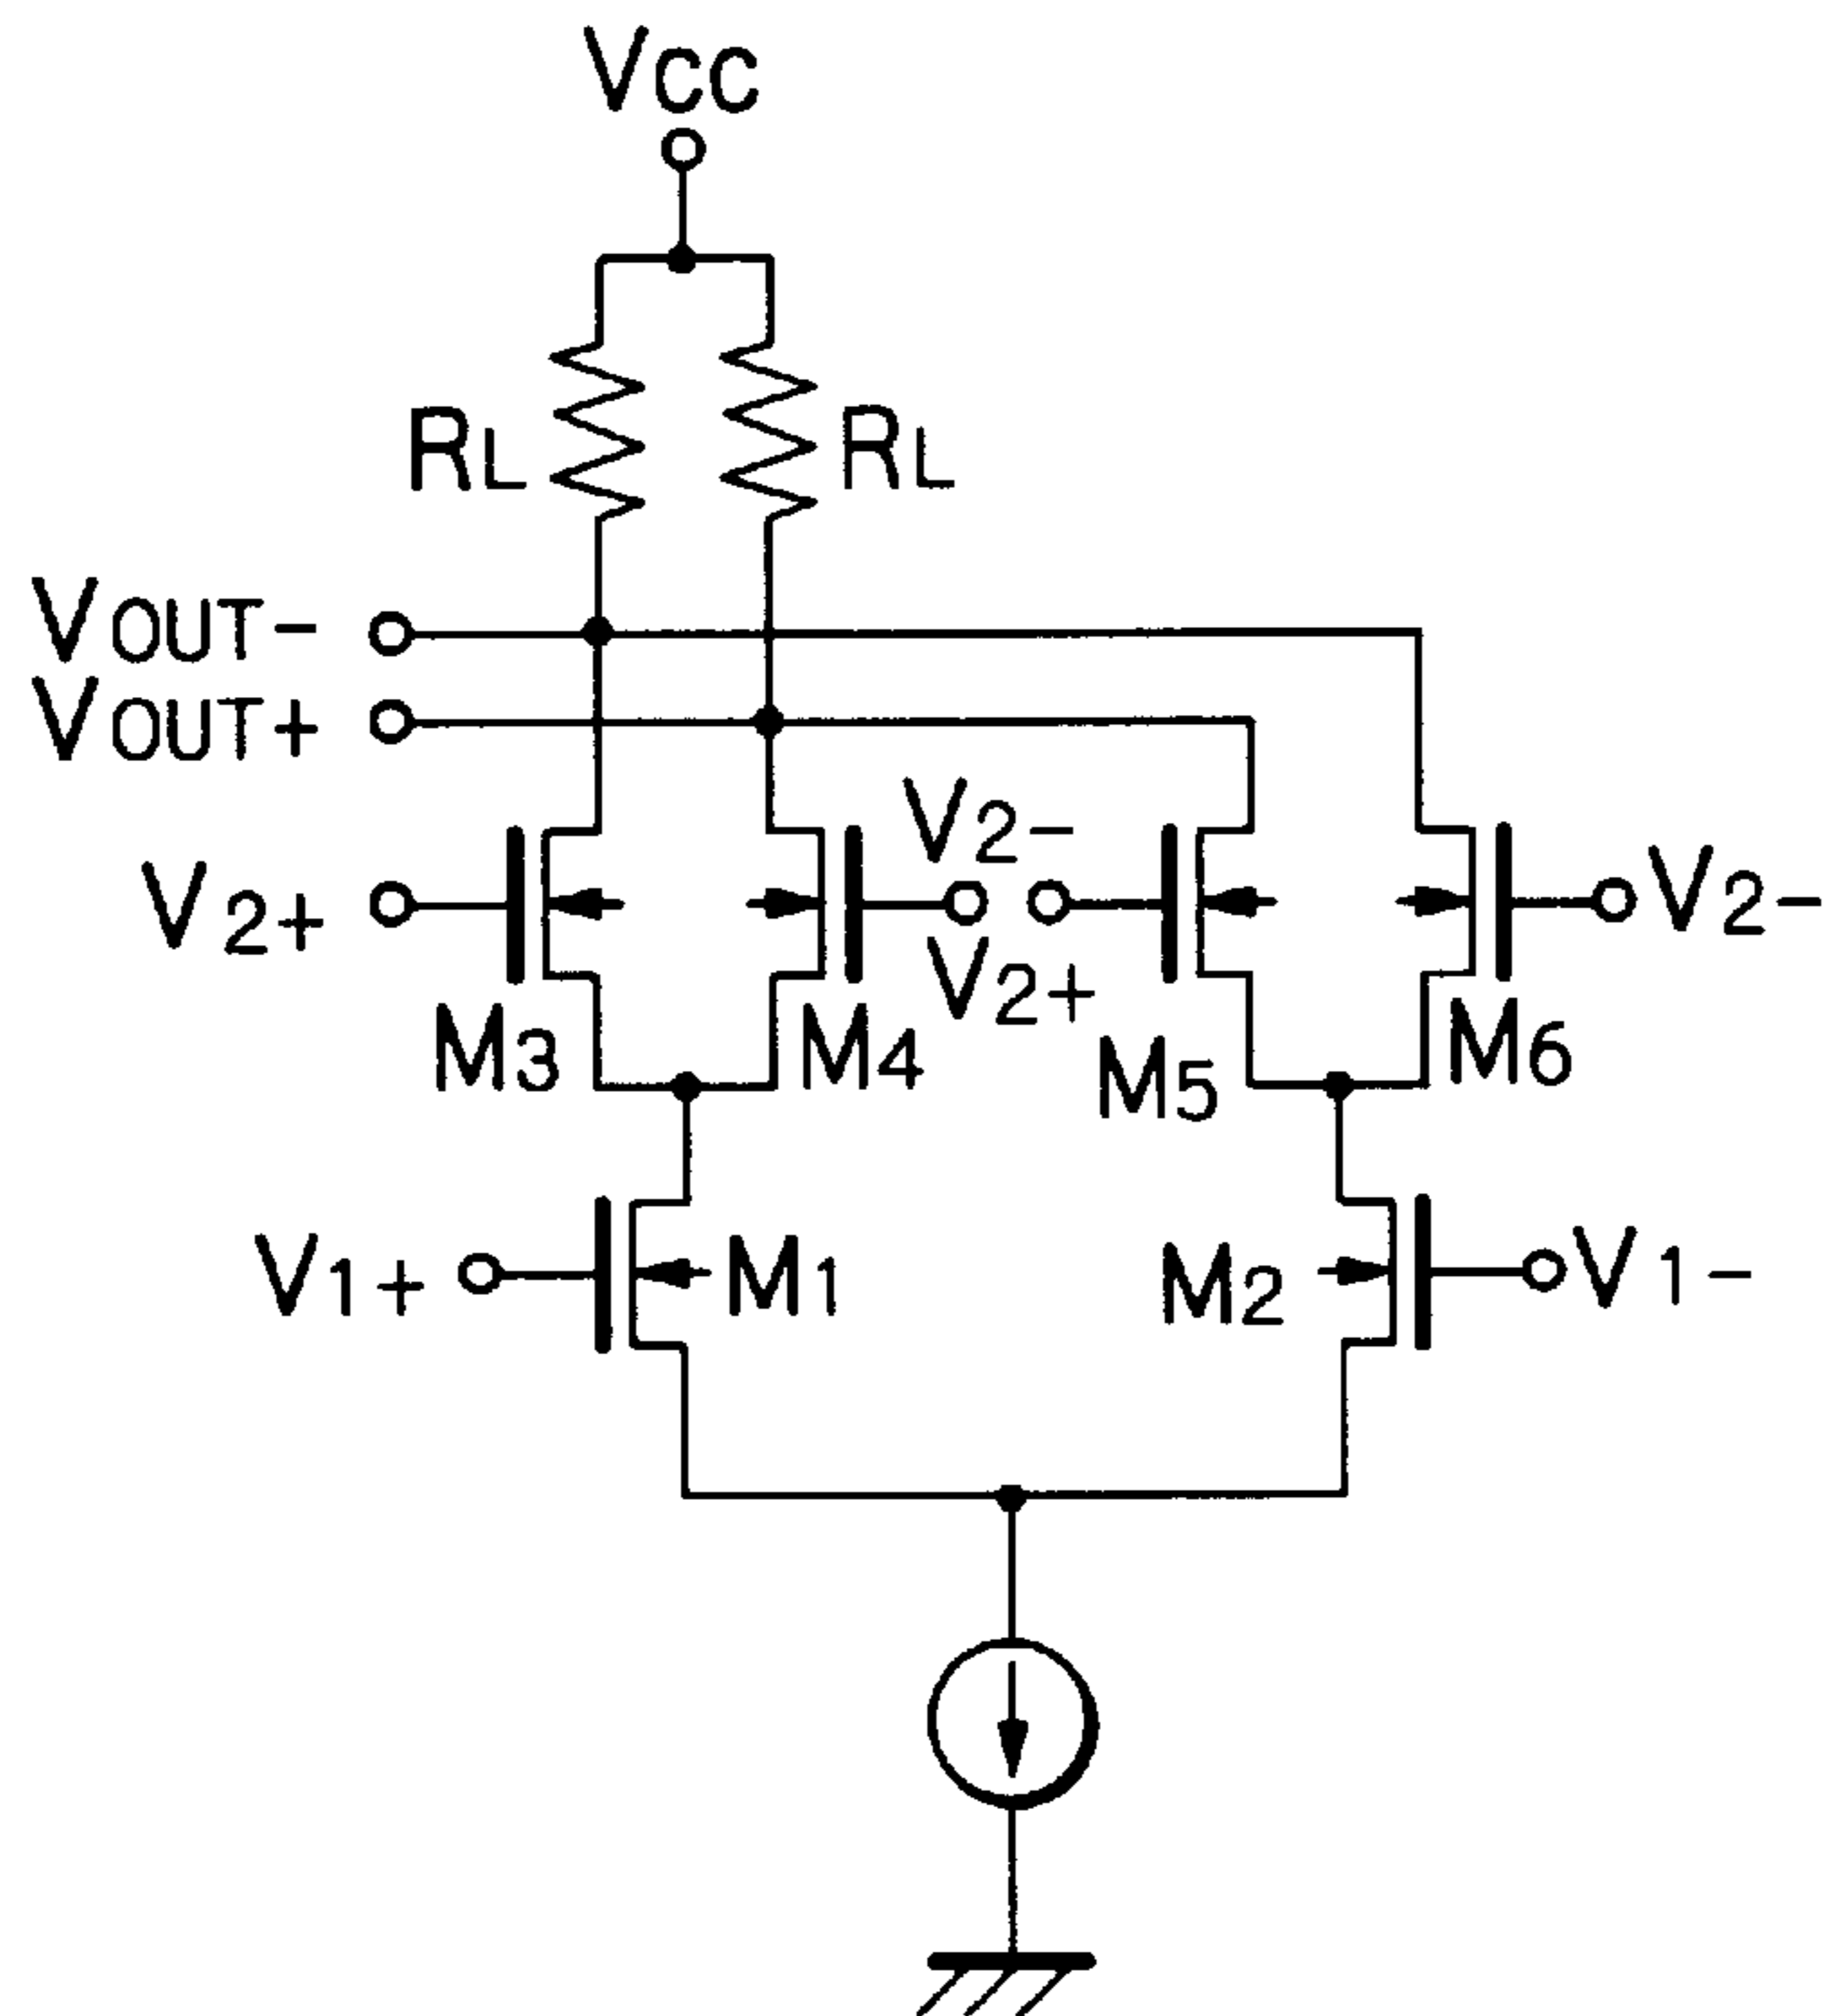 VCC
RL RL
VOUT-
VOUT+
V2+ V2- V2-
V2+
M3 M4 M5 M6
V1+ M1 M2 V1-